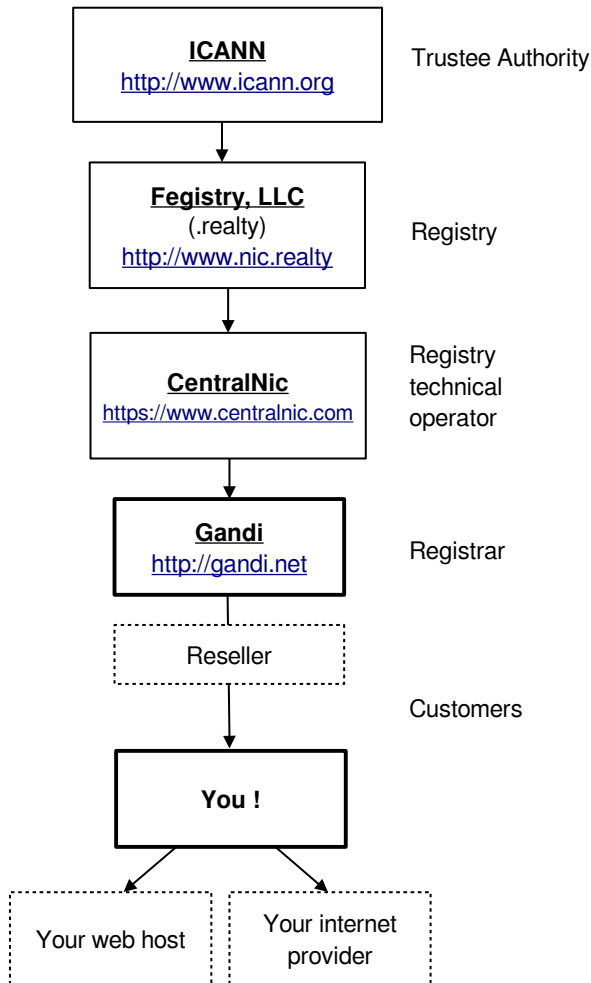 ICANN
http://www.icann.org
Trustee Authority
Fegistry, LLC
(.realty)
http://www.nic.realty
Registry
CentralNic
https://www.centralnic.com
Registry
technical
operator
Gandi
http://gandi.net
Registrar
Reseller
Customers
You !
Your web host
Your internet
provider